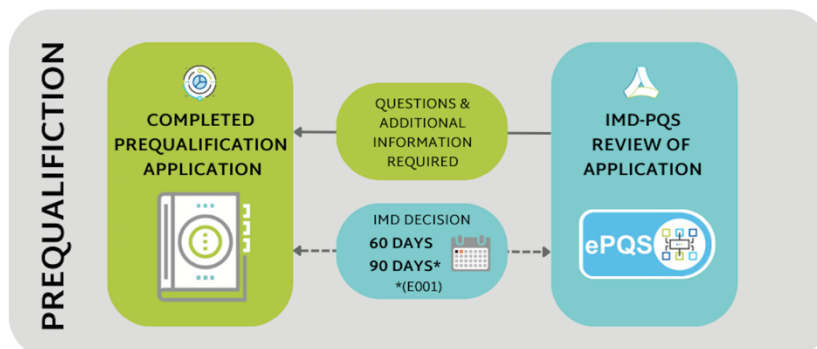 PREQUALIFICTION
COMPLETED
PREQUALIFICATION
APPLICATION
QUESTIONS &
ADDITIONAL
INFORMATION
REQUIRED
IMD DECISION
60 DAYS
90 DAYS*
*(E001)
IMD-PQS
REVIEW OF
APPLICATION
ePQS